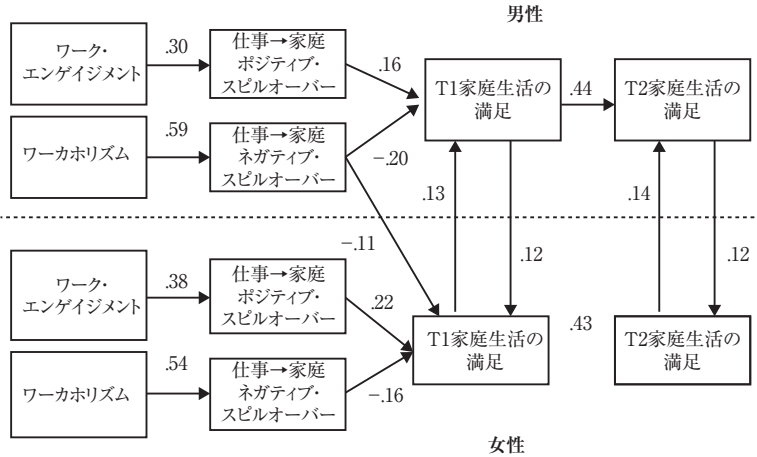 男性
ワーク・
エンゲイジメント
.30
仕事→家庭
ポジティブ・
スピルオーバー
.16
T1家庭生活の
満足
.44
T2家庭生活の
満足
ワーカホリズム
.59
仕事→家庭
ネガティブ・
スピルオーバー
−.20
.13
.14
−.11
.12
.12
ワーク・
エンゲイジメント
.38
仕事→家庭
ポジティブ・
スピルオーバー
.22
T1家庭生活の
満足
.43
T2家庭生活の
満足
ワーカホリズム
.54
仕事→家庭
ネガティブ・
スピルオーバー
−.16
女性